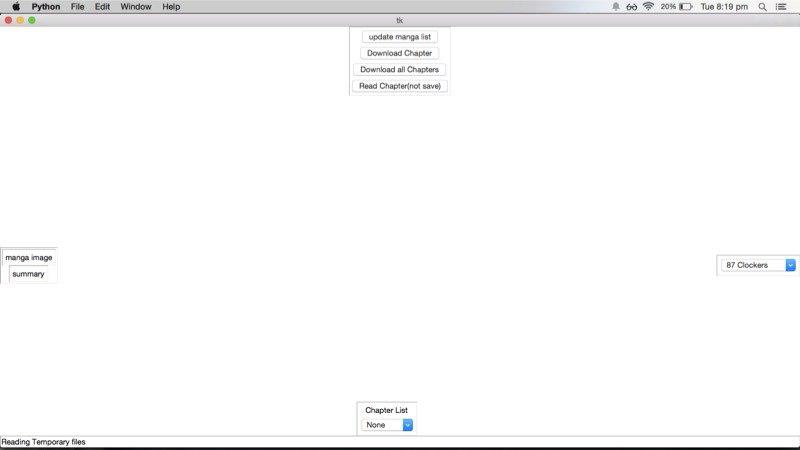 Python File Edit Window Help 20% Tue 8:19 pm
tk
update manga list
Download Chapter
Download all Chapters
Read Chapter(not save)
manga image
summary
87 Clockers
Chapter List
None
Reading Temporary files